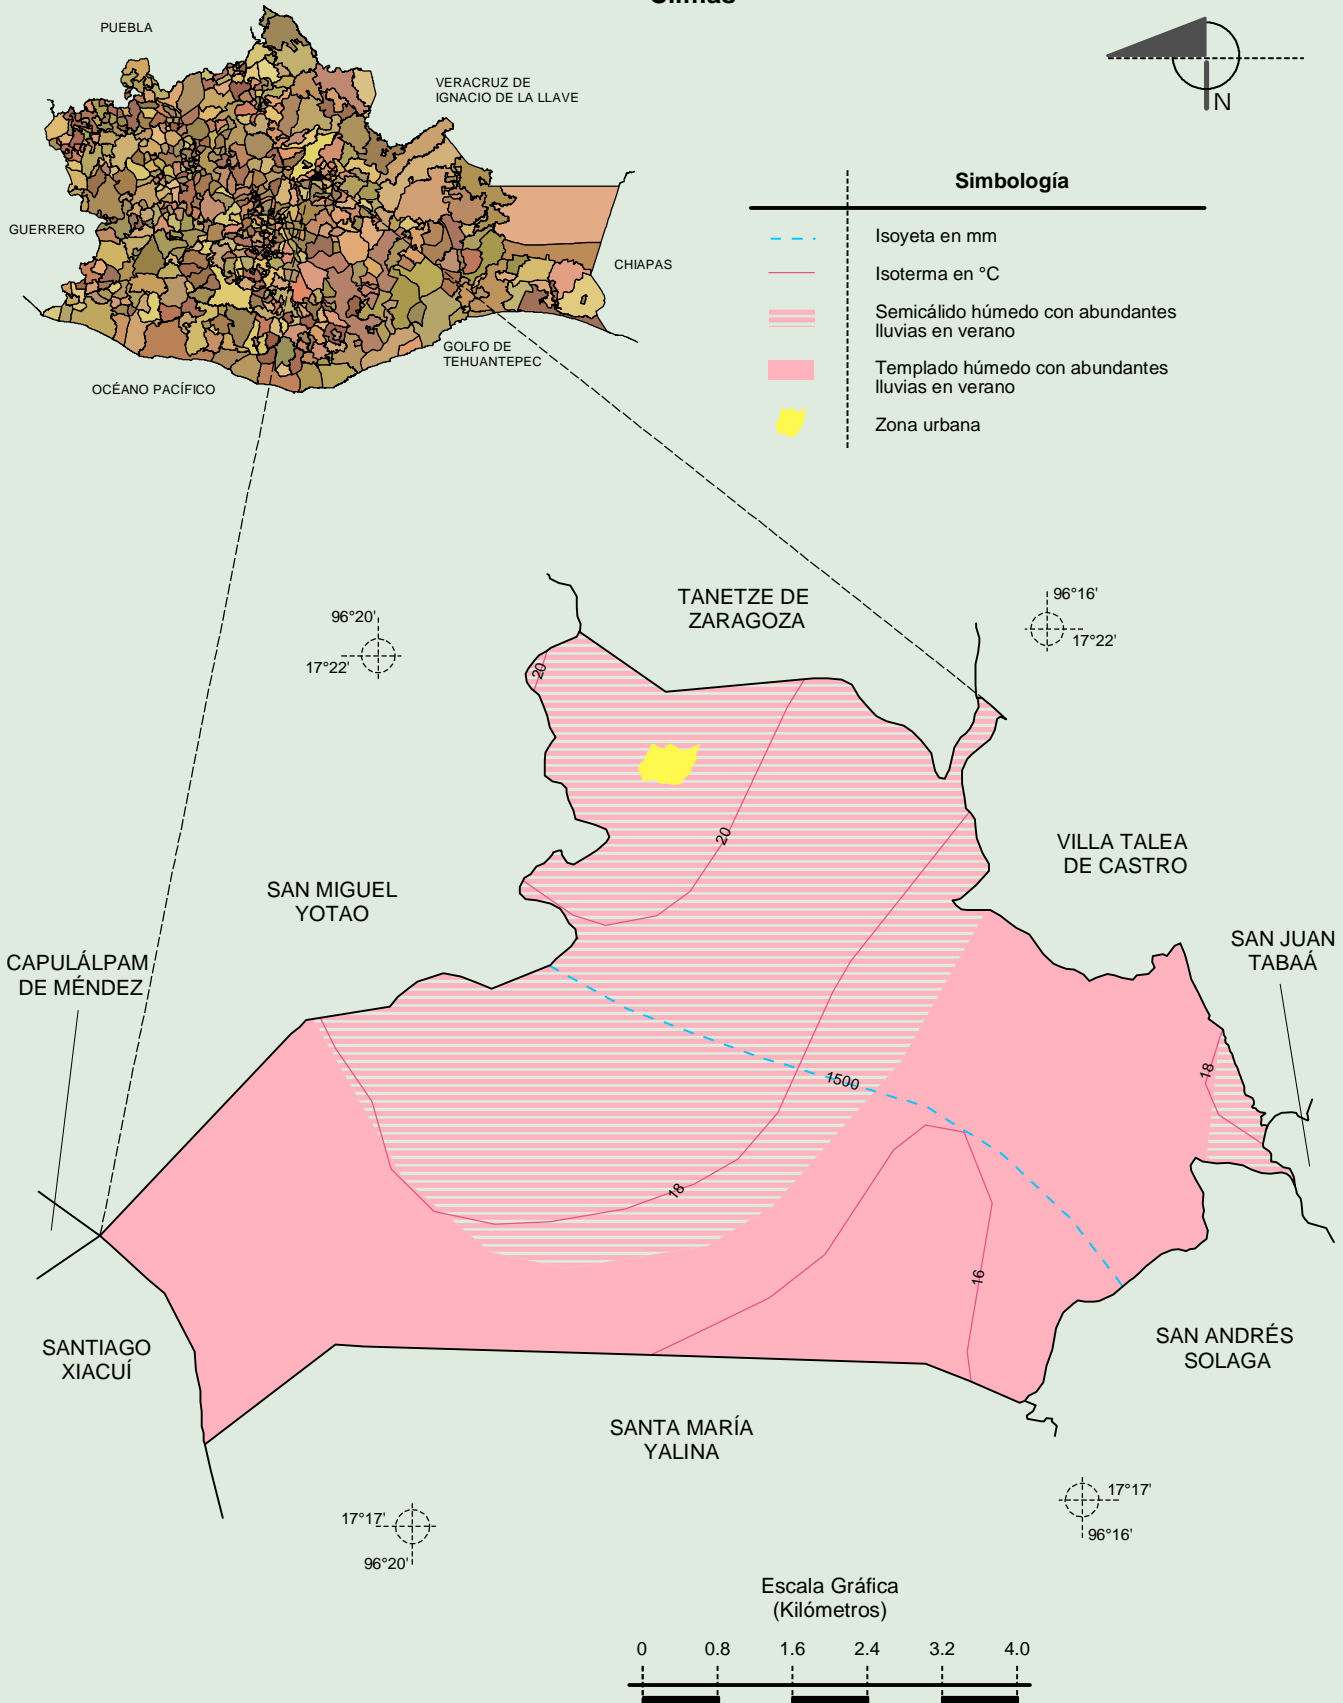 PUEBLA
VERACRUZ DE
IGNACIO DE LA LLAVE
GUERRERO
CHIAPAS
GOLFO DE
TEHUANTEPEC
OCÉANO PACÍFICO
N
Simbología
Isoyeta en mm
Isoterma en °C
Semicálido húmedo con abundantes
lluvias en verano
Templado húmedo con abundantes
lluvias en verano
Zona urbana
96°20'
17°22'
TANETZE DE
ZARAGOZA
96°16'
17°22'
20
20
VILLA TALEA
DE CASTRO
SAN MIGUEL
YOTAO
SAN JUAN
TABAÁ
CAPULÁLPAM
DE MÉNDEZ
1500
18
18
16
SANTIAGO
XIACUÍ
SAN ANDRÉS
SOLAGA
SANTA MARÍA
YALINA
17°17'
96°20'
17°17'
96°16'
Escala Gráfica
(Kilómetros)
0 0.8 1.6 2.4 3.2 4.0